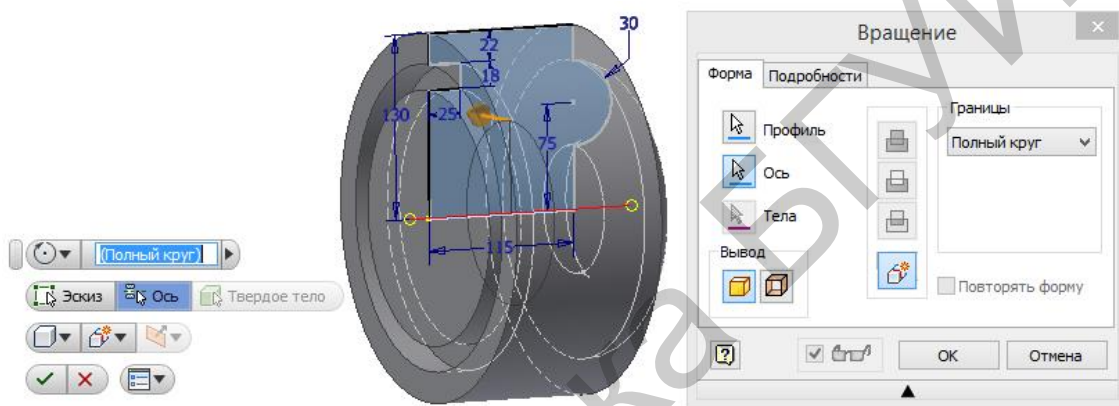 30
22
18
130
25
75
115
(Полный круг)
Эскиз Ось Твердое тело
Вращение
Форма Подробности
Профиль
Ось
Тела
Вывод
Границы
Полный круг
Повторять форму
ОК Отмена